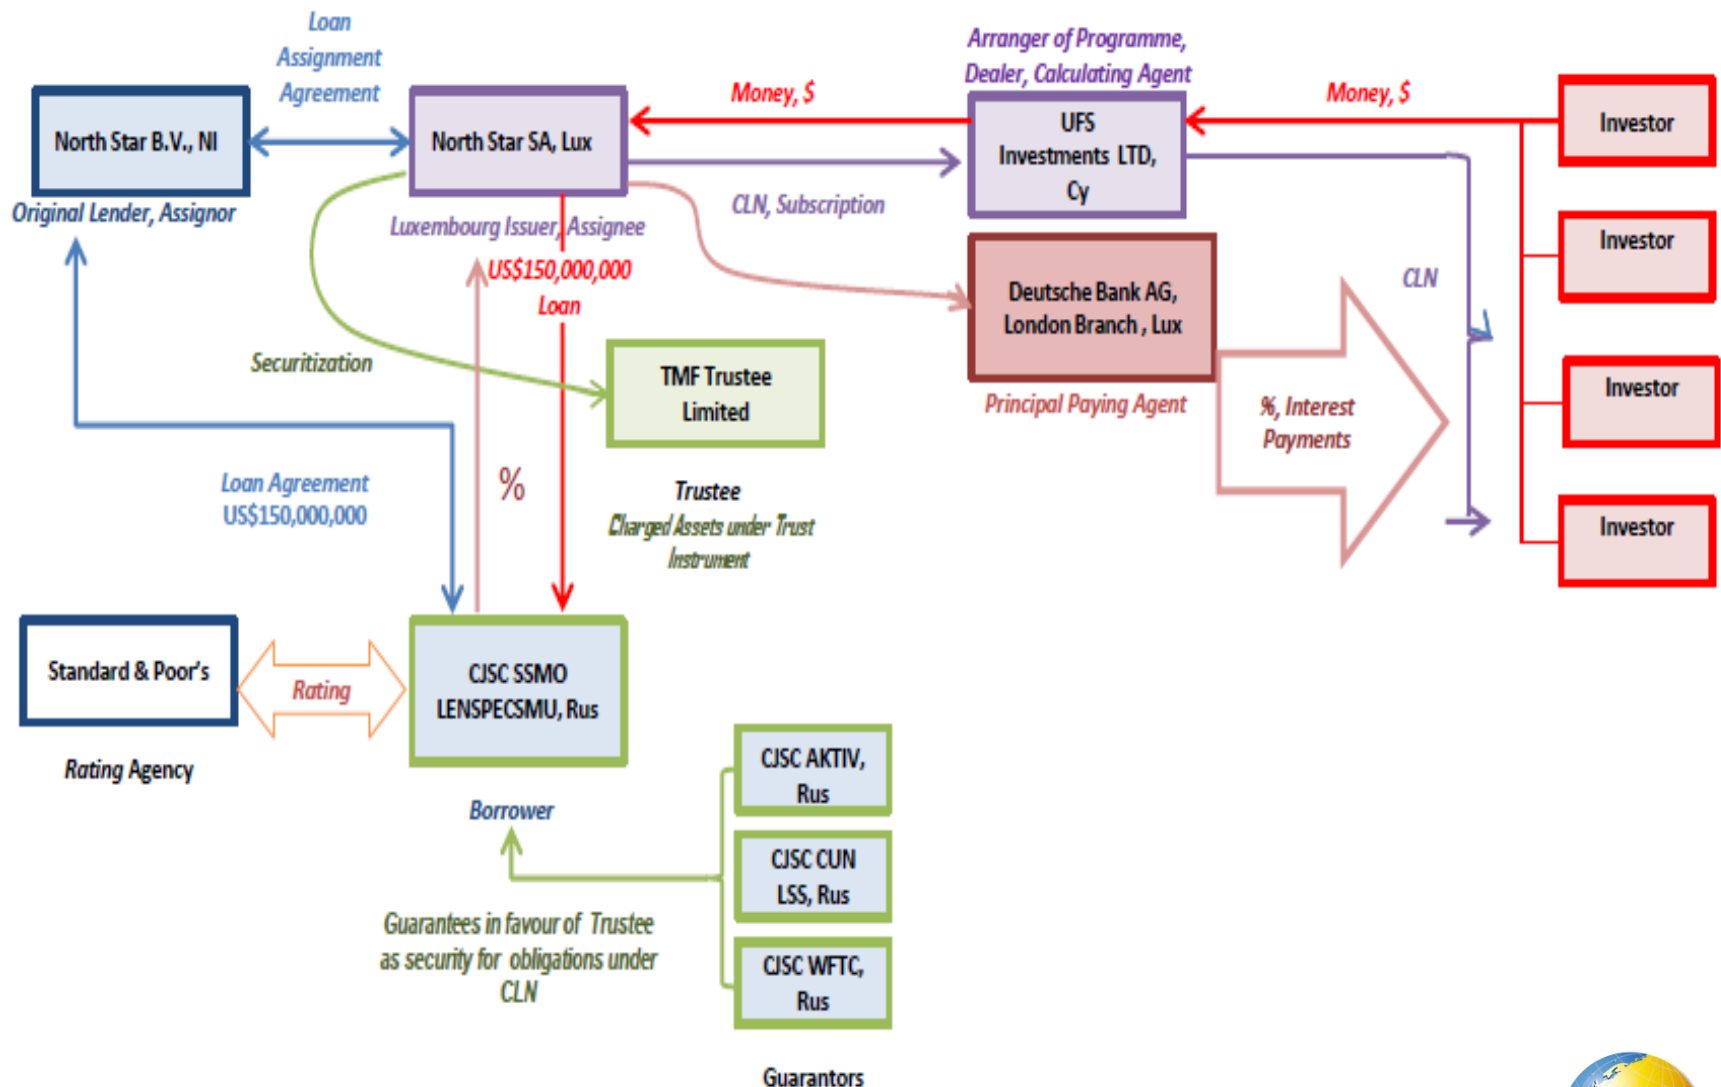 Loan
Assignment
Agreement
Arranger of Programme,
Dealer, Calculating Agent
North Star B.V., NI
North Star SA, Lux
Money, $
UFS
Investments LTD,
Cy
Money, $
Investor
Original Lender, Assignor
Luxembourg Issuer, Assignee
CLN, Subscription
US$150,000,000
Loan
Deutsche Bank AG,
London Branch , Lux
Principal Paying Agent
CLN
Investor
Securitization
TMF Trustee
Limited
%, Interest
Payments
Investor
Loan Agreement
US$150,000,000
%
Trustee
Charged Assets under Trust
Instrument
Investor
Standard & Poor's
Rating
CJSC SSMO
LENSPECSMU, Rus
Rating Agency
Borrower
CJSC AKTIV,
Rus
CJSC CUN
LSS, Rus
CJSC WFTC,
Rus
Guarantees in favour of Trustee
as security for obligations under
CLN
Guarantors